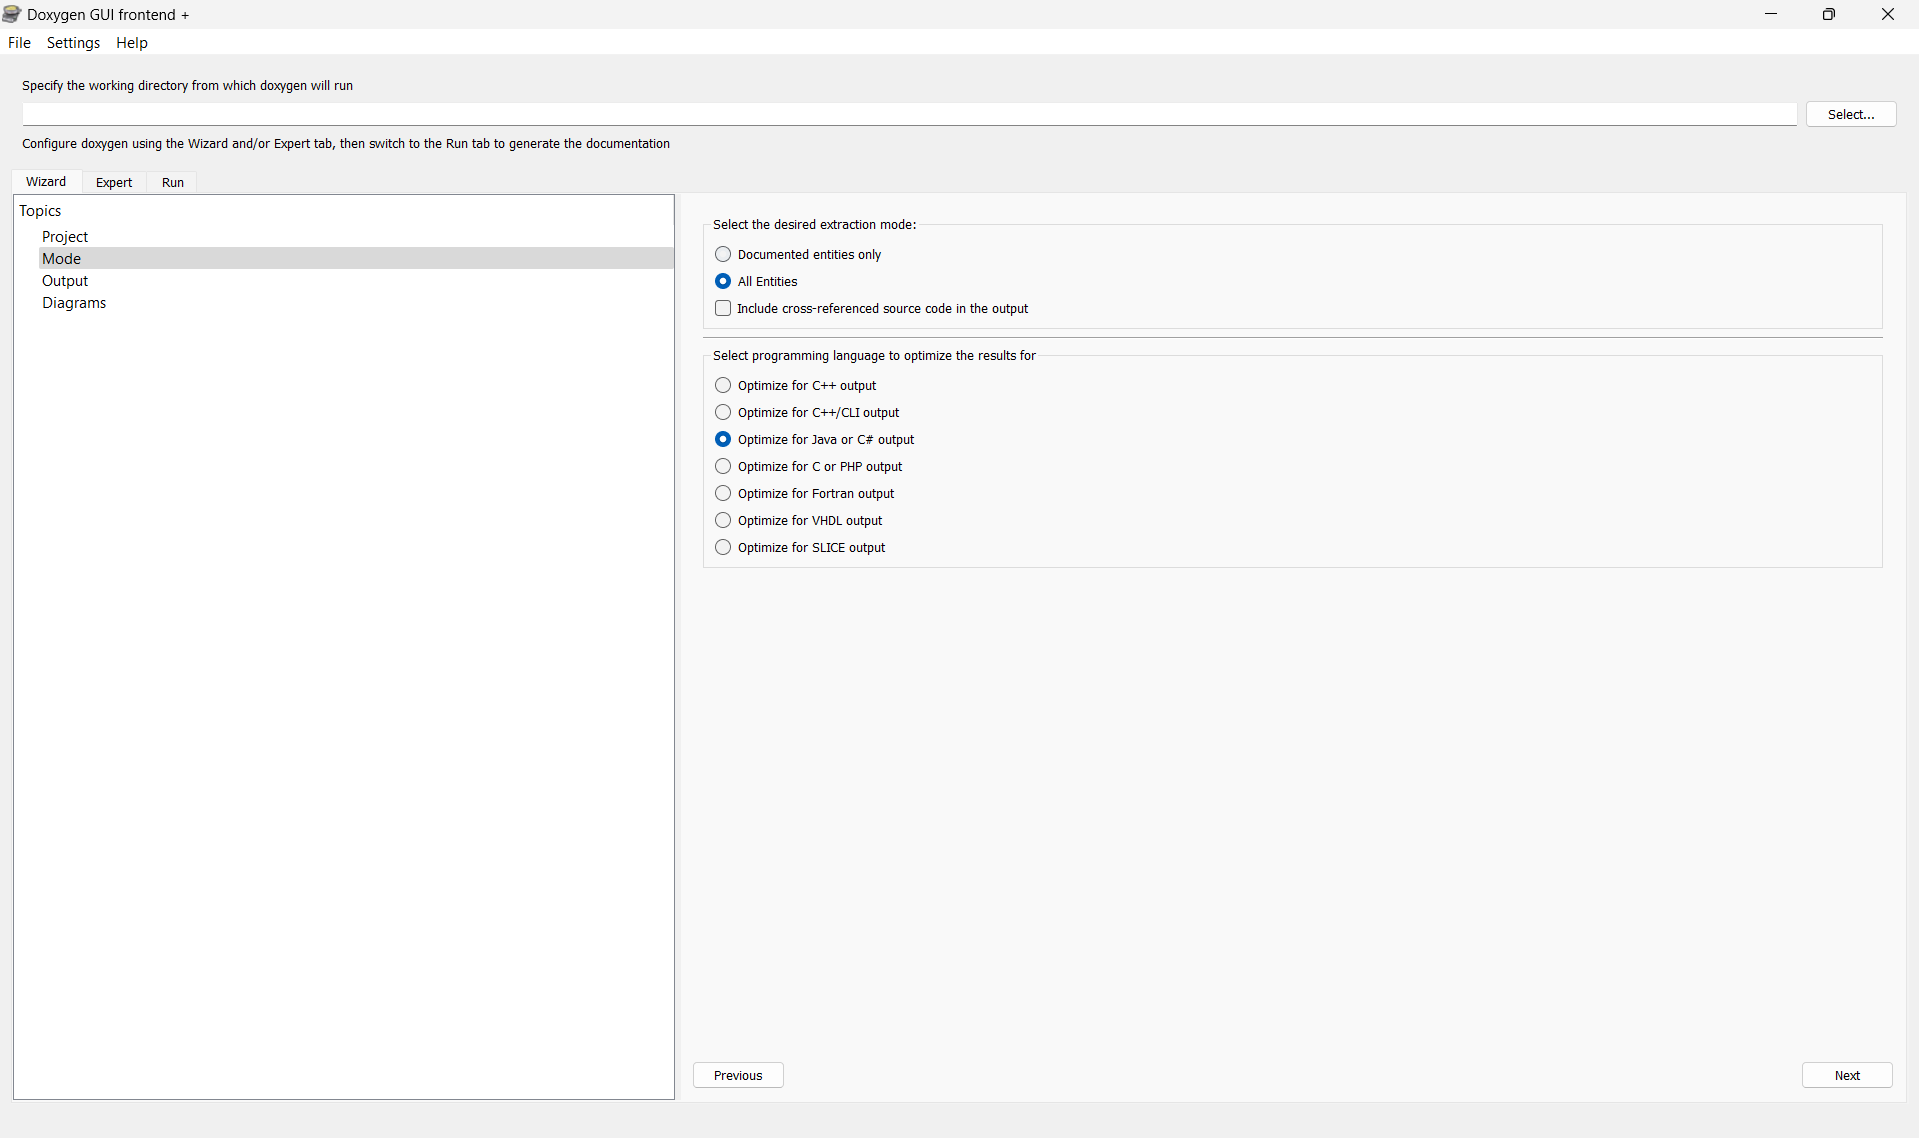 Doxygen GUI frontend +
File Settings Help
Specify the working directory from which doxygen will run
Select...
Configure doxygen using the Wizard and/or Expert tab, then switch to the Run tab to generate the documentation
Wizard Expert Run
Topics
Project
Mode
Output
Diagrams
Select the desired extraction mode:
Documented entities only
All Entities
Include cross-referenced source code in the output
Select programming language to optimize the results for
Optimize for C++ output
Optimize for C++/CLI output
Optimize for Java or C# output
Optimize for C or PHP output
Optimize for Fortran output
Optimize for VHDL output
Optimize for SLICE output
Previous Next